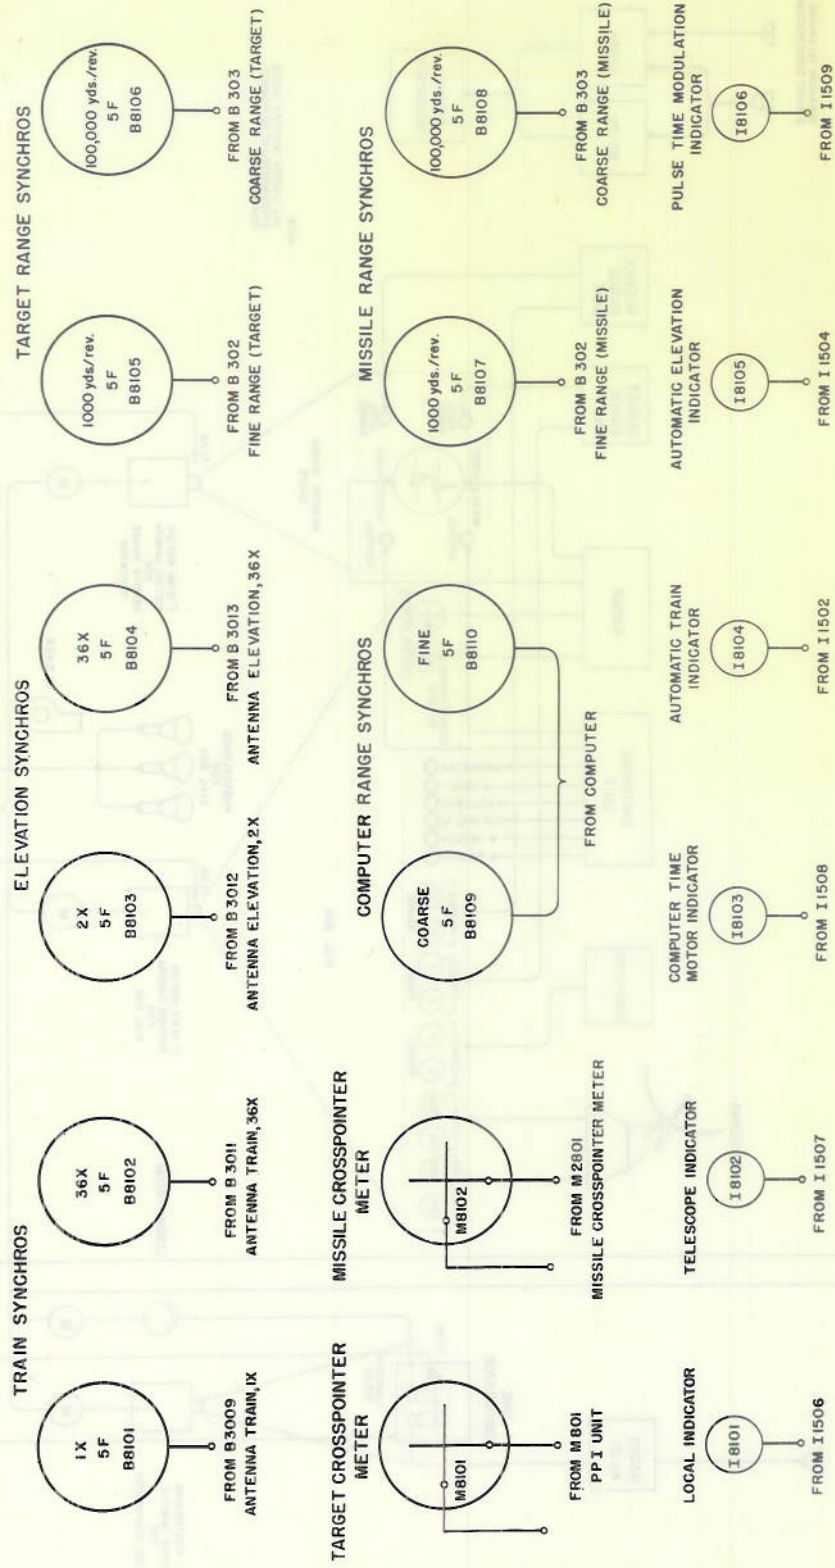 TRAIN SYNCHROS
1X
5F
B8101
FROM B3009
ANTENNA TRAIN,1X
36X
5F
B8102
FROM B3011
ANTENNA TRAIN,36X
ELEVATION SYNCHROS
2X
5F
B8103
FROM B3012
ANTENNA ELEVATION,2X
36X
5F
B8104
FROM B3013
ANTENNA ELEVATION,36X
TARGET RANGE SYNCHROS
1000 yds/rev.
5F
B8105
FROM B 302
FINE RANGE (TARGET)
100,000 yds./rev.
5F
B8106
FROM B 303
COARSE RANGE (TARGET)
TARGET CROSSPOINTER
METER
M8101
FROM M801
PPI UNIT
MISSILE CROSSPOINTER
METER
M8102
FROM M2801
MISSILE CROSSPOINTER METER
COMPUTER RANGE SYNCHROS
COARSE
5F
B8109
FINE
5F
B8110
FROM COMPUTER
MISSILE RANGE SYNCHROS
1000 yds./rev.
5F
B8107
FROM B 302
FINE RANGE (MISSILE)
100,000 yds./rev.
5F
B8108
FROM B 303
COARSE RANGE (MISSILE)
LOCAL INDICATOR
I8101
FROM I1506
TELESCOPE INDICATOR
I8102
FROM I1507
COMPUTER TIME
MOTOR INDICATOR
I8103
FROM I1508
AUTOMATIC TRAIN
INDICATOR
I8104
FROM I1502
AUTOMATIC ELEVATION
INDICATOR
I8105
FROM I1504
PULSE TIME MODULATION
INDICATOR
I8106
FROM I1509